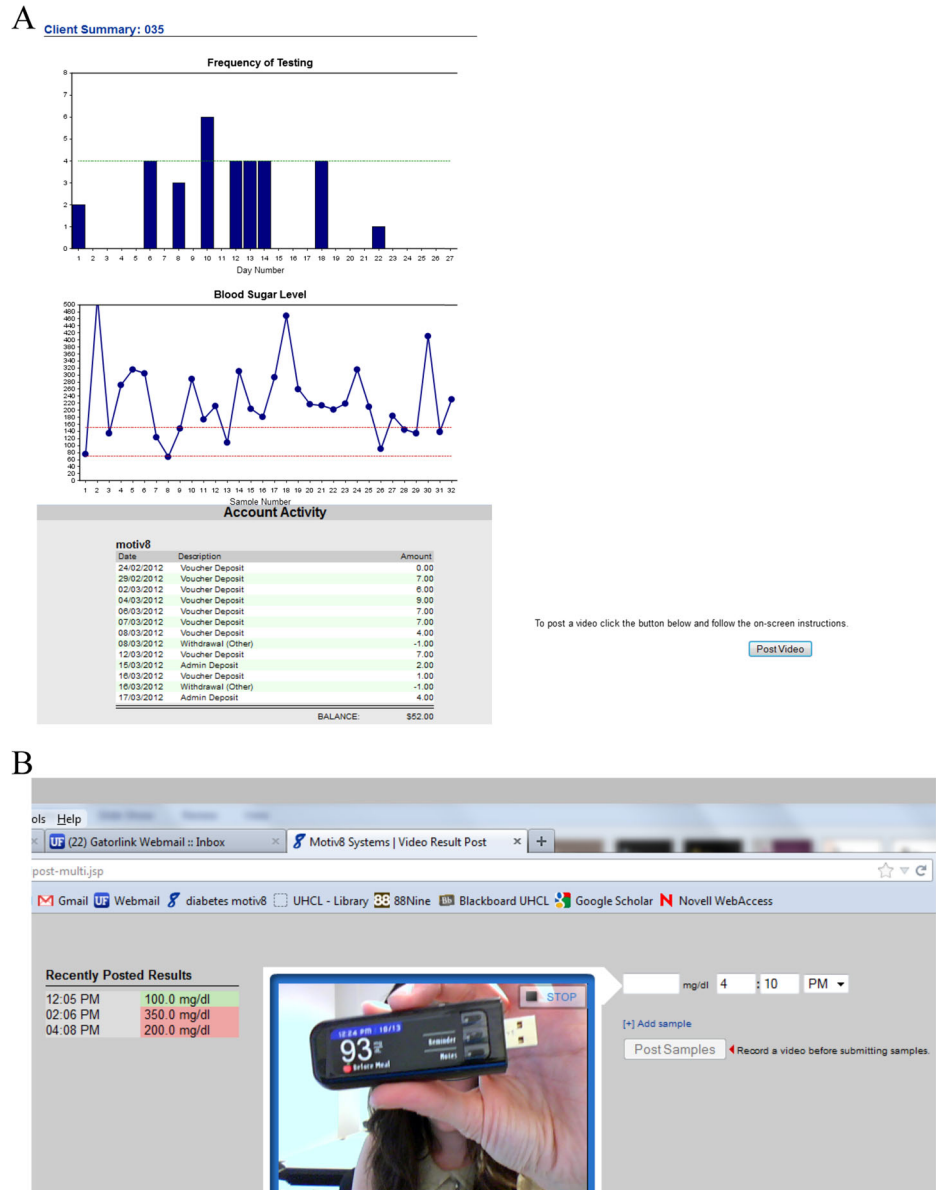 A
Client Summary: 035
Frequency of Testing
8
7
6
5
4
3
2
1
0
1 2 3 4 5 6 7 8 9 10 11 12 13 14 15 16 17 18 19 20 21 22 23 24 25 26 27
Day Number
Blood Sugar Level
500
480
460
440
420
400
380
360
340
320
300
280
260
240
220
200
180
160
140
120
100
80
60
40
20
0
1 2 3 4 5 6 7 8 9 10 11 12 13 14 15 16 17 18 19 20 21 22 23 24 25 26 27 28 29 30 31 32
Sample Number
Account Activity
motiv8
Date Description Amount
24/02/2012 Voucher Deposit 0.00
29/02/2012 Voucher Deposit 7.00
02/03/2012 Voucher Deposit 6.00
04/03/2012 Voucher Deposit 9.00
06/03/2012 Voucher Deposit 7.00
07/03/2012 Voucher Deposit 7.00
08/03/2012 Voucher Deposit 4.00
08/03/2012 Withdrawal (Other) -1.00
12/03/2012 Voucher Deposit 7.00
15/03/2012 Admin Deposit 2.00
16/03/2012 Voucher Deposit 1.00
16/03/2012 Withdrawal (Other) -1.00
17/03/2012 Admin Deposit 4.00
BALANCE: $52.00
To post a video click the button below and follow the on-screen instructions.
Post Video
B
ols Help
UF (22) Gatorlink Webmail :: Inbox × 8 Motiv8 Systems | Video Result Post × +
post-multi.jsp
Gmail UF Webmail 8 diabetes motiv8 UHCL - Library 88 88Nine Bb Blackboard UHCL Google Scholar N Novell WebAccess
Recently Posted Results
12:05 PM 100.0 mg/dl
02:06 PM 350.0 mg/dl
04:08 PM 200.0 mg/dl
STOP
12:24 PM | 10/13
93
Before Meal
Reminder
Notes
mg/dl 4 : 10 PM
[+] Add sample
Post Samples Record a video before submitting samples.